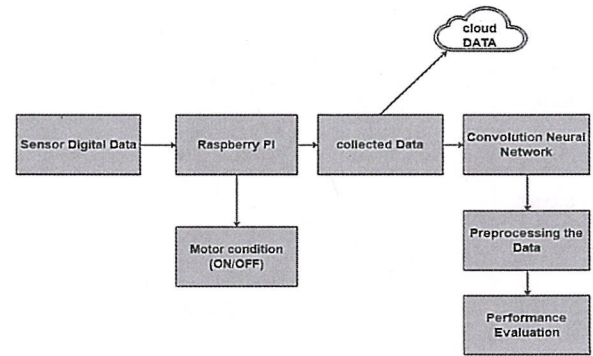 cloud
DATA
Sensor Digital Data
Raspberry PI
collected Data
Convolution Neural
Network
Motor condition
(ON/OFF)
Preprocessing the
Data
Performance
Evaluation